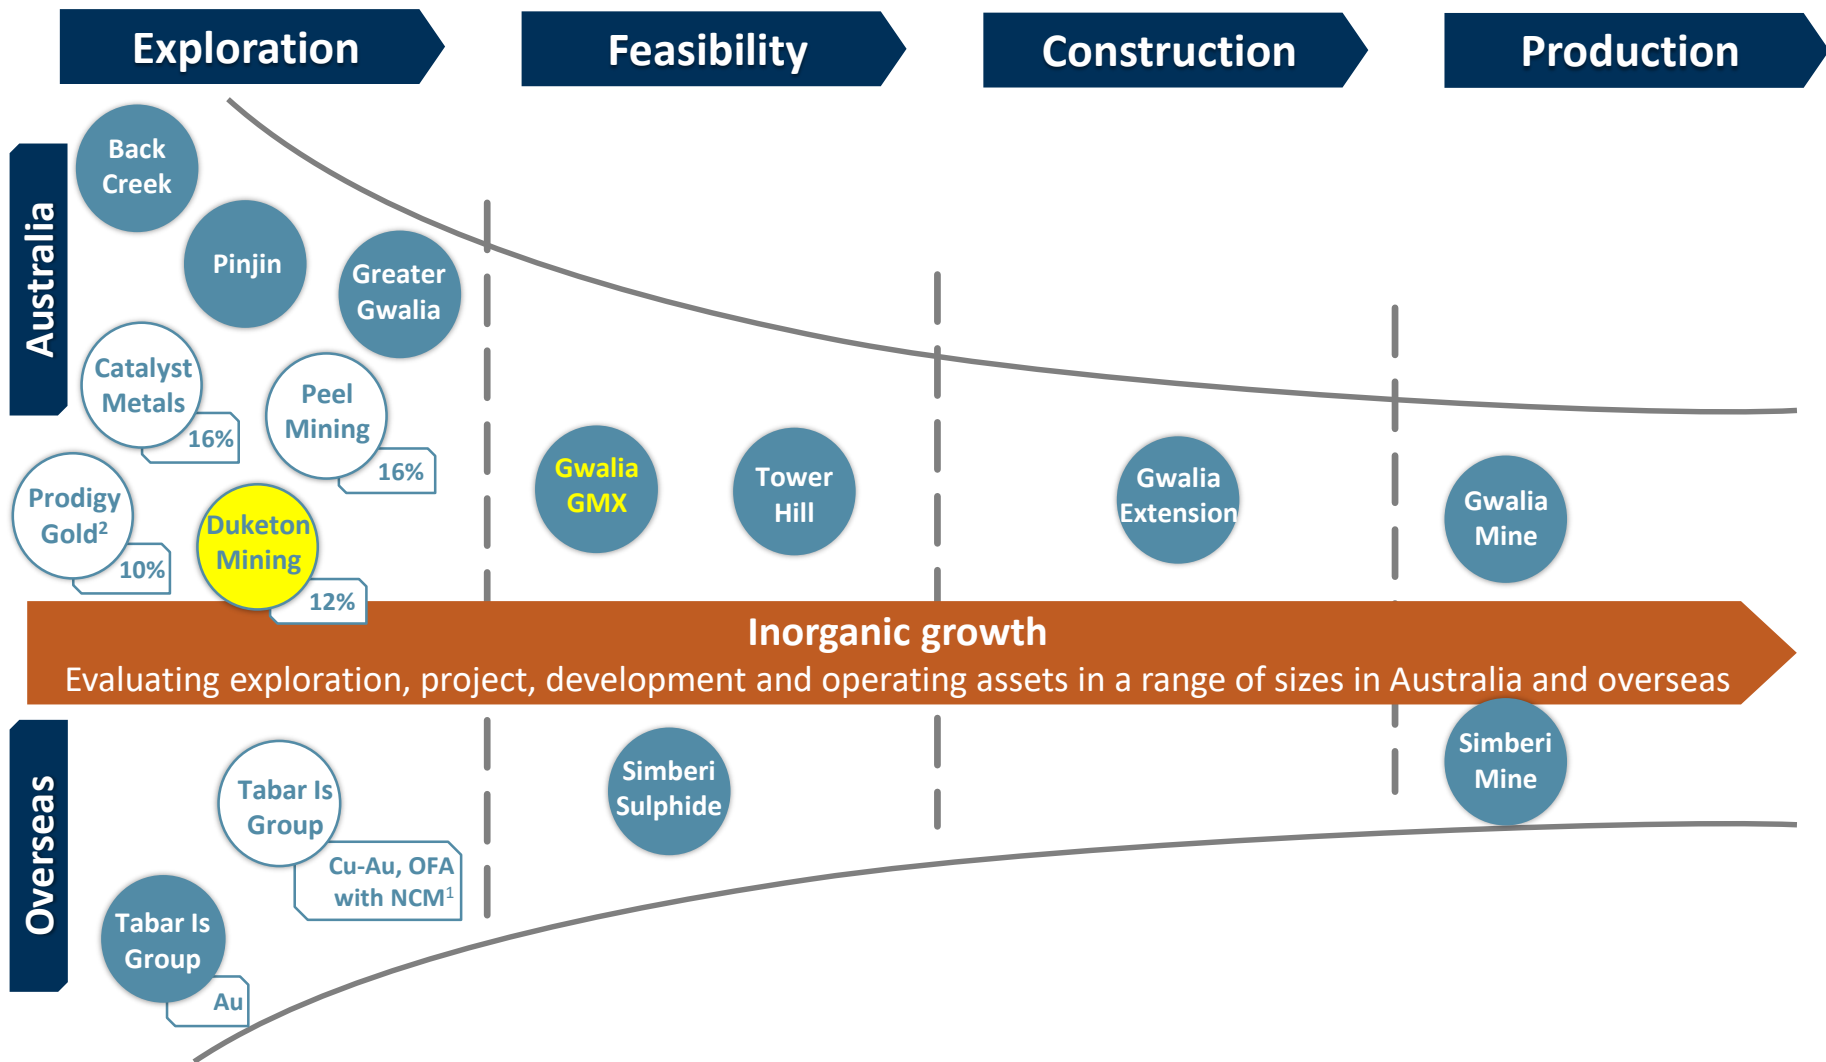 Exploration
Feasibility
Construction
Production
Australia
Back
Creek
Pinjin
Greater
Gwalia
Catalyst
Metals
16%
Peel
Mining
16%
Prodigy
Gold²
10%
Duketon
Mining
12%
Gwalia
GMX
Tower
Hill
Gwalia
Extension
Gwalia
Mine
Inorganic growth
Evaluating exploration, project, development and operating assets in a range of sizes in Australia and overseas
Overseas
Tabar Is
Group
Cu-Au, OFA
with NCM¹
Tabar Is
Group
Au
Simberi
Sulphide
Simberi
Mine